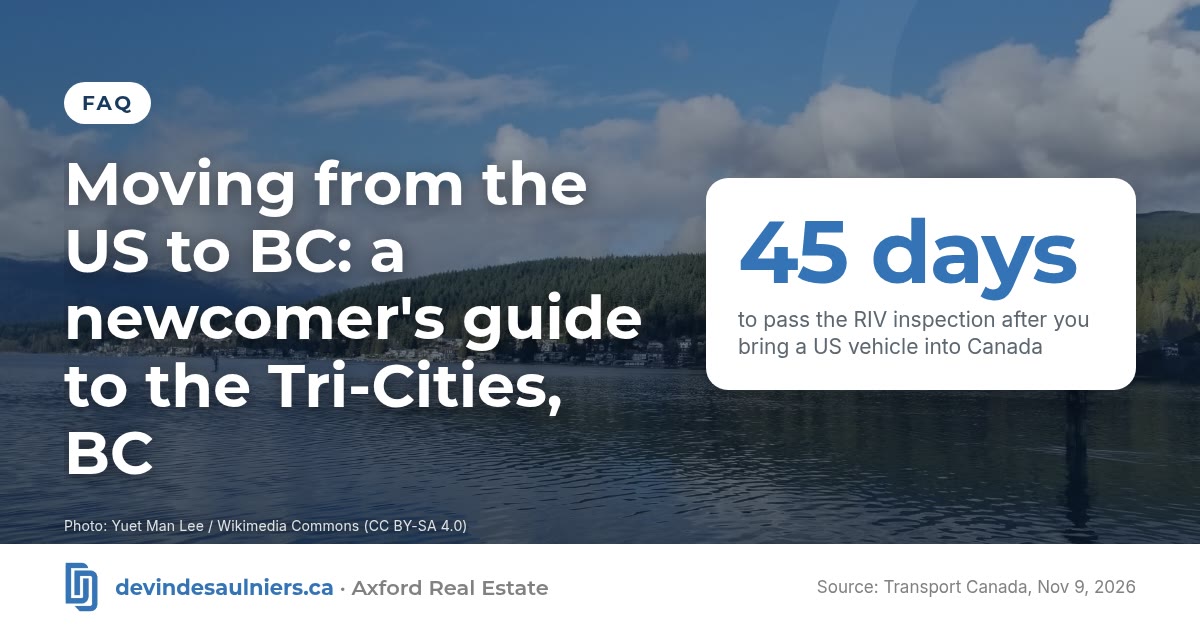 FAQ
Moving from the
US to BC: a
newcomer's guide
to the Tri-Cities,
BC
45 days
to pass the RIV inspection after you
bring a US vehicle into Canada
Photo: Yuet Man Lee / Wikimedia Commons (CC BY-SA 4.0)
devindesaulniers.ca · Axford Real Estate
Source: Transport Canada, Nov 9, 2026